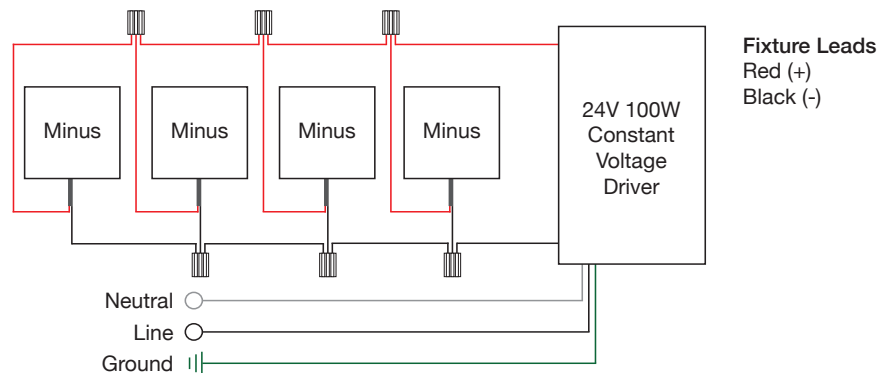 Minus
Minus
Minus
Minus
24V 100W
Constant
Voltage
Driver
Fixture Leads
Red (+)
Black (-)
Neutral
Line
Ground